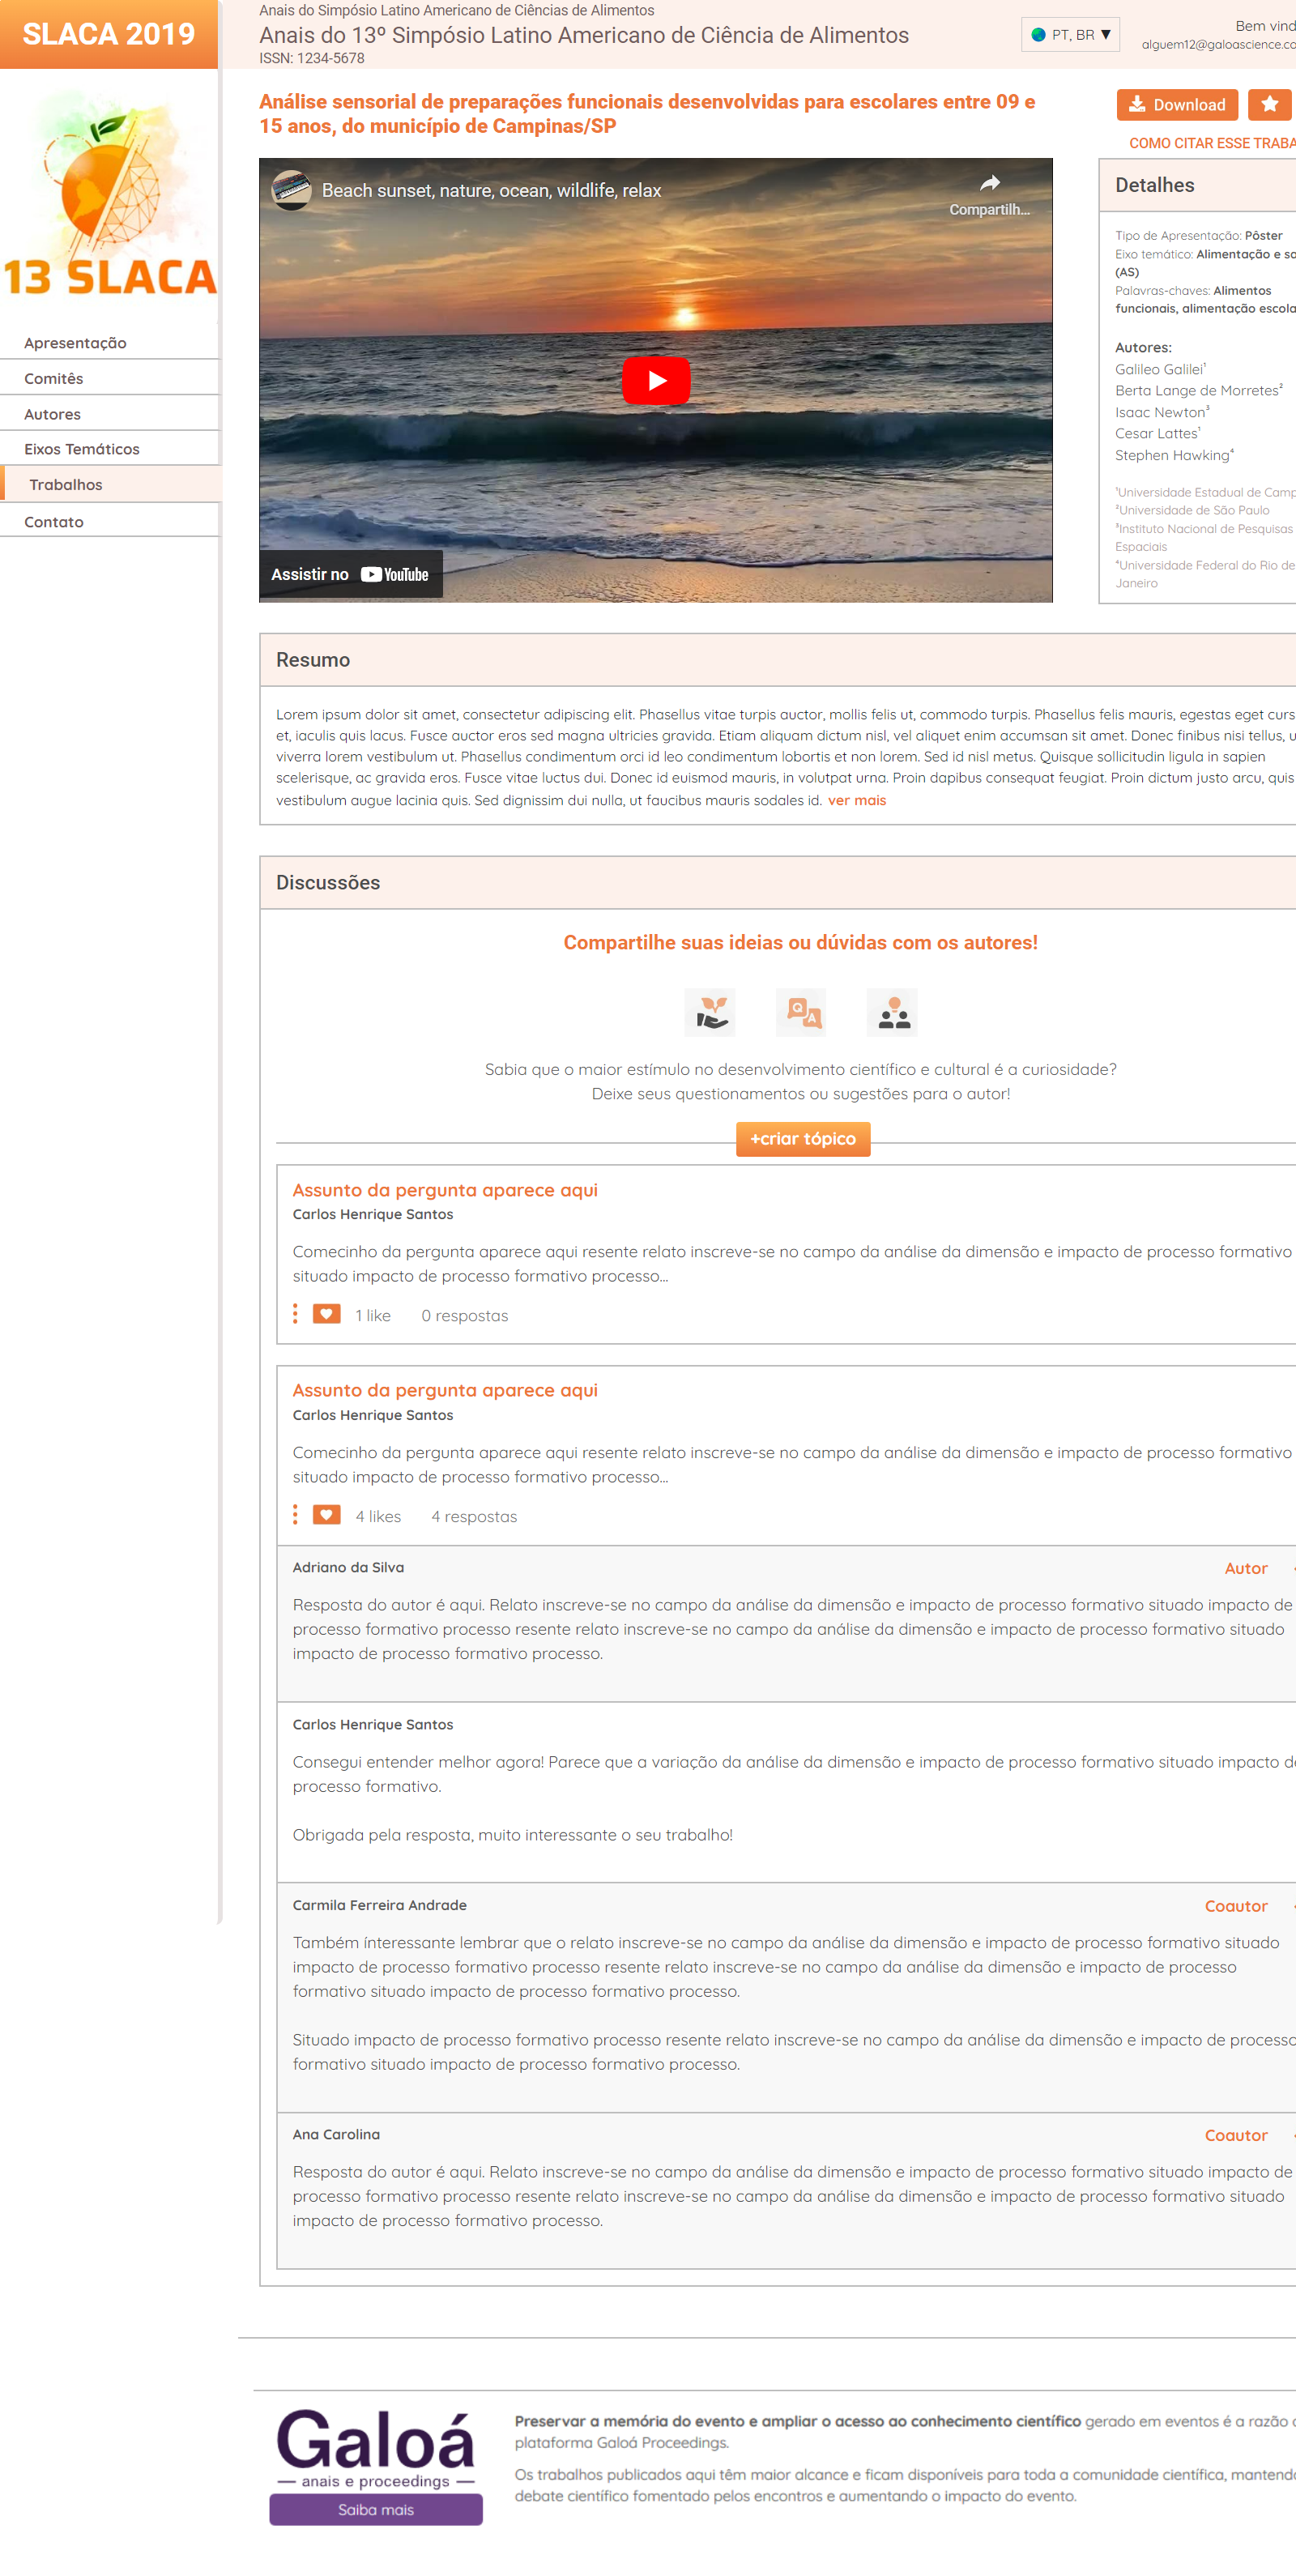 SLACA 2019
Anais do Simpósio Latino Americano de Ciências de Alimentos
Anais do 13º Simpósio Latino Americano de Ciência de Alimentos
ISSN: 1234-5678
PT, BR ▼
Bem vind
alguem12@galoascience.co
13 SLACA
Apresentação
Comitês
Autores
Eixos Temáticos
Trabalhos
Contato
Análise sensorial de preparações funcionais desenvolvidas para escolares entre 09 e
15 anos, do município de Campinas/SP
Download
COMO CITAR ESSE TRABA
Beach sunset, nature, ocean, wildlife, relax
Compartilh...
Assistir no YouTube
Detalhes
Tipo de Apresentação: Pôster
Eixo temático: Alimentação e sa
(AS)
Palavras-chaves: Alimentos
funcionais, alimentação escola
Autores:
Galileo Galilei¹
Berta Lange de Morretes²
Isaac Newton³
Cesar Lattes¹
Stephen Hawking⁴
¹Universidade Estadual de Camp
²Universidade de São Paulo
³Instituto Nacional de Pesquisas
Espaciais
⁴Universidade Federal do Rio de
Janeiro
Resumo
Lorem ipsum dolor sit amet, consectetur adipiscing elit. Phasellus vitae turpis auctor, mollis felis ut, commodo turpis. Phasellus felis mauris, egestas eget curs
et, iaculis quis lacus. Fusce auctor eros sed magna ultricies gravida. Etiam aliquam dictum nisl, vel aliquet enim accumsan sit amet. Donec finibus nisi tellus, u
viverra lorem vestibulum ut. Phasellus condimentum orci id leo condimentum lobortis et non lorem. Sed id nisl metus. Quisque sollicitudin ligula in sapien
scelerisque, ac gravida eros. Fusce vitae luctus dui. Donec id euismod mauris, in volutpat urna. Proin dapibus consequat feugiat. Proin dictum justo arcu, quis
vestibulum augue lacinia quis. Sed dignissim dui nulla, ut faucibus mauris sodales id. ver mais
Discussões
Compartilhe suas ideias ou dúvidas com os autores!
Q A
Sabia que o maior estímulo no desenvolvimento científico e cultural é a curiosidade?
Deixe seus questionamentos ou sugestões para o autor!
+criar tópico
Assunto da pergunta aparece aqui
Carlos Henrique Santos
Comecinho da pergunta aparece aqui resente relato inscreve-se no campo da análise da dimensão e impacto de processo formativo
situado impacto de processo formativo processo...
1 like 0 respostas
Assunto da pergunta aparece aqui
Carlos Henrique Santos
Comecinho da pergunta aparece aqui resente relato inscreve-se no campo da análise da dimensão e impacto de processo formativo
situado impacto de processo formativo processo...
4 likes 4 respostas
Adriano da Silva
Autor
Resposta do autor é aqui. Relato inscreve-se no campo da análise da dimensão e impacto de processo formativo situado impacto de
processo formativo processo resente relato inscreve-se no campo da análise da dimensão e impacto de processo formativo situado
impacto de processo formativo processo.
Carlos Henrique Santos
Consegui entender melhor agora! Parece que a variação da análise da dimensão e impacto de processo formativo situado impacto de
processo formativo.
Obrigada pela resposta, muito interessante o seu trabalho!
Carmila Ferreira Andrade
Coautor
Também ínteressante lembrar que o relato inscreve-se no campo da análise da dimensão e impacto de processo formativo situado
impacto de processo formativo processo resente relato inscreve-se no campo da análise da dimensão e impacto de processo
formativo situado impacto de processo formativo processo.
Situado impacto de processo formativo processo resente relato inscreve-se no campo da análise da dimensão e impacto de processo
formativo situado impacto de processo formativo processo.
Ana Carolina
Coautor
Resposta do autor é aqui. Relato inscreve-se no campo da análise da dimensão e impacto de processo formativo situado impacto de
processo formativo processo resente relato inscreve-se no campo da análise da dimensão e impacto de processo formativo situado
impacto de processo formativo processo.
Galoá
anais e proceedings
Saiba mais
Preservar a memória do evento e ampliar o acesso ao conhecimento científico gerado em eventos é a razão d
plataforma Galoá Proceedings.
Os trabalhos publicados aqui têm maior alcance e ficam disponíveis para toda a comunidade científica, mantend
debate científico fomentado pelos encontros e aumentando o impacto do evento.